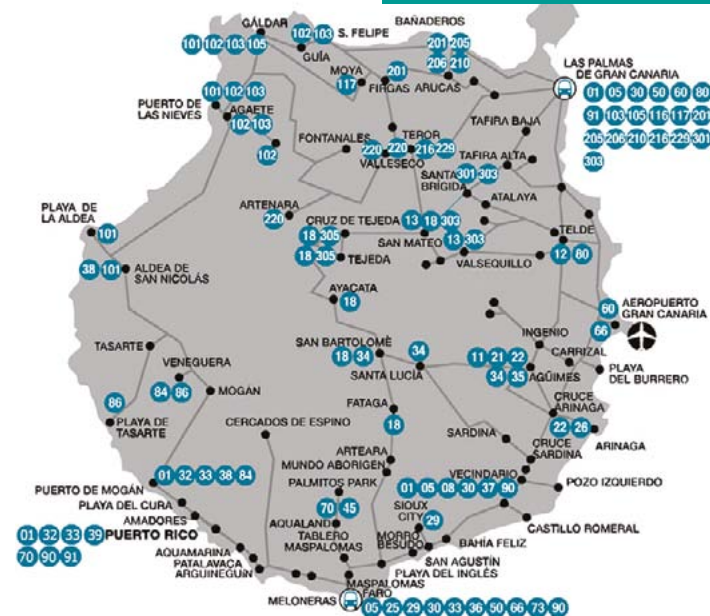 BAÑADEROS
GÁLDAR
102 103
S. FELIPE
201 205
101 102 103 105
GUÍA
206 210
MOYA
201
LAS PALMAS
DE GRAN CANARIA
117
FIRGAS
ARUCAS
101 102 103
01 05 30 50 60 80
PUERTO DE
LAS NIEVES
AGAETE
91 103 105 116 117 201
102 103
TAFIRA BAJA
205 206 210 216 229 301
FONTANALES
TEROR
303
102
220 220 216 229
VALLESECO
TAFIRA ALTA
SANTA
BRÍGIDA
301 303
ARTENARA
ATALAYA
PLAYA DE
LA ALDEA
220
CRUZ DE TEJEDA
13 18 303
TELDE
101
18 305
SAN MATEO
13 303
38 101
ALDEA DE
SAN NICOLÁS
18 305
TEJEDA
VALSEQUILLO
12 80
AYACATA
18
60
AEROPUERTO
GRAN CANARIA
66
INGENIO
TASARTE
SAN BARTOLOMÈ
34
11 21 22
CARRIZAL
VENEGUERA
18 34
SANTA LUCÍA
34 35
AGÜIMES
PLAYA
DEL BURRERO
84 86
MOGÁN
86
FATAGA
CRUCE
ARINAGA
PLAYA DE
TASARTE
CERCADOS DE ESPINO
18
22 26
ARINAGA
SARDINA
CRUCE
SARDINA
ARTEARA
MUNDO ABORIGEN
VECINDARIO
01 32 33 38 84
PALMITOS PARK
01 05 08 30 37 90
POZO IZQUIERDO
PUERTO DE MOGÁN
PLAYA DEL CURA
70 45
SIOUX
CITY
29
CASTILLO ROMERAL
AMADORES
AQUALAND
01 32 33 39
PUERTO RICO
TABLERO
MASPALOMAS
MORRO
BESUDO
BAHÍA FELIZ
70 90 91
AQUAMARINA
SAN AGUSTÍN
PATALAVACA
PLAYA DEL INGLÉS
ARGUINEGUÍN
MASPALOMAS
FARO
MELONERAS
05 25 29 30 33 36 50 66 73 90